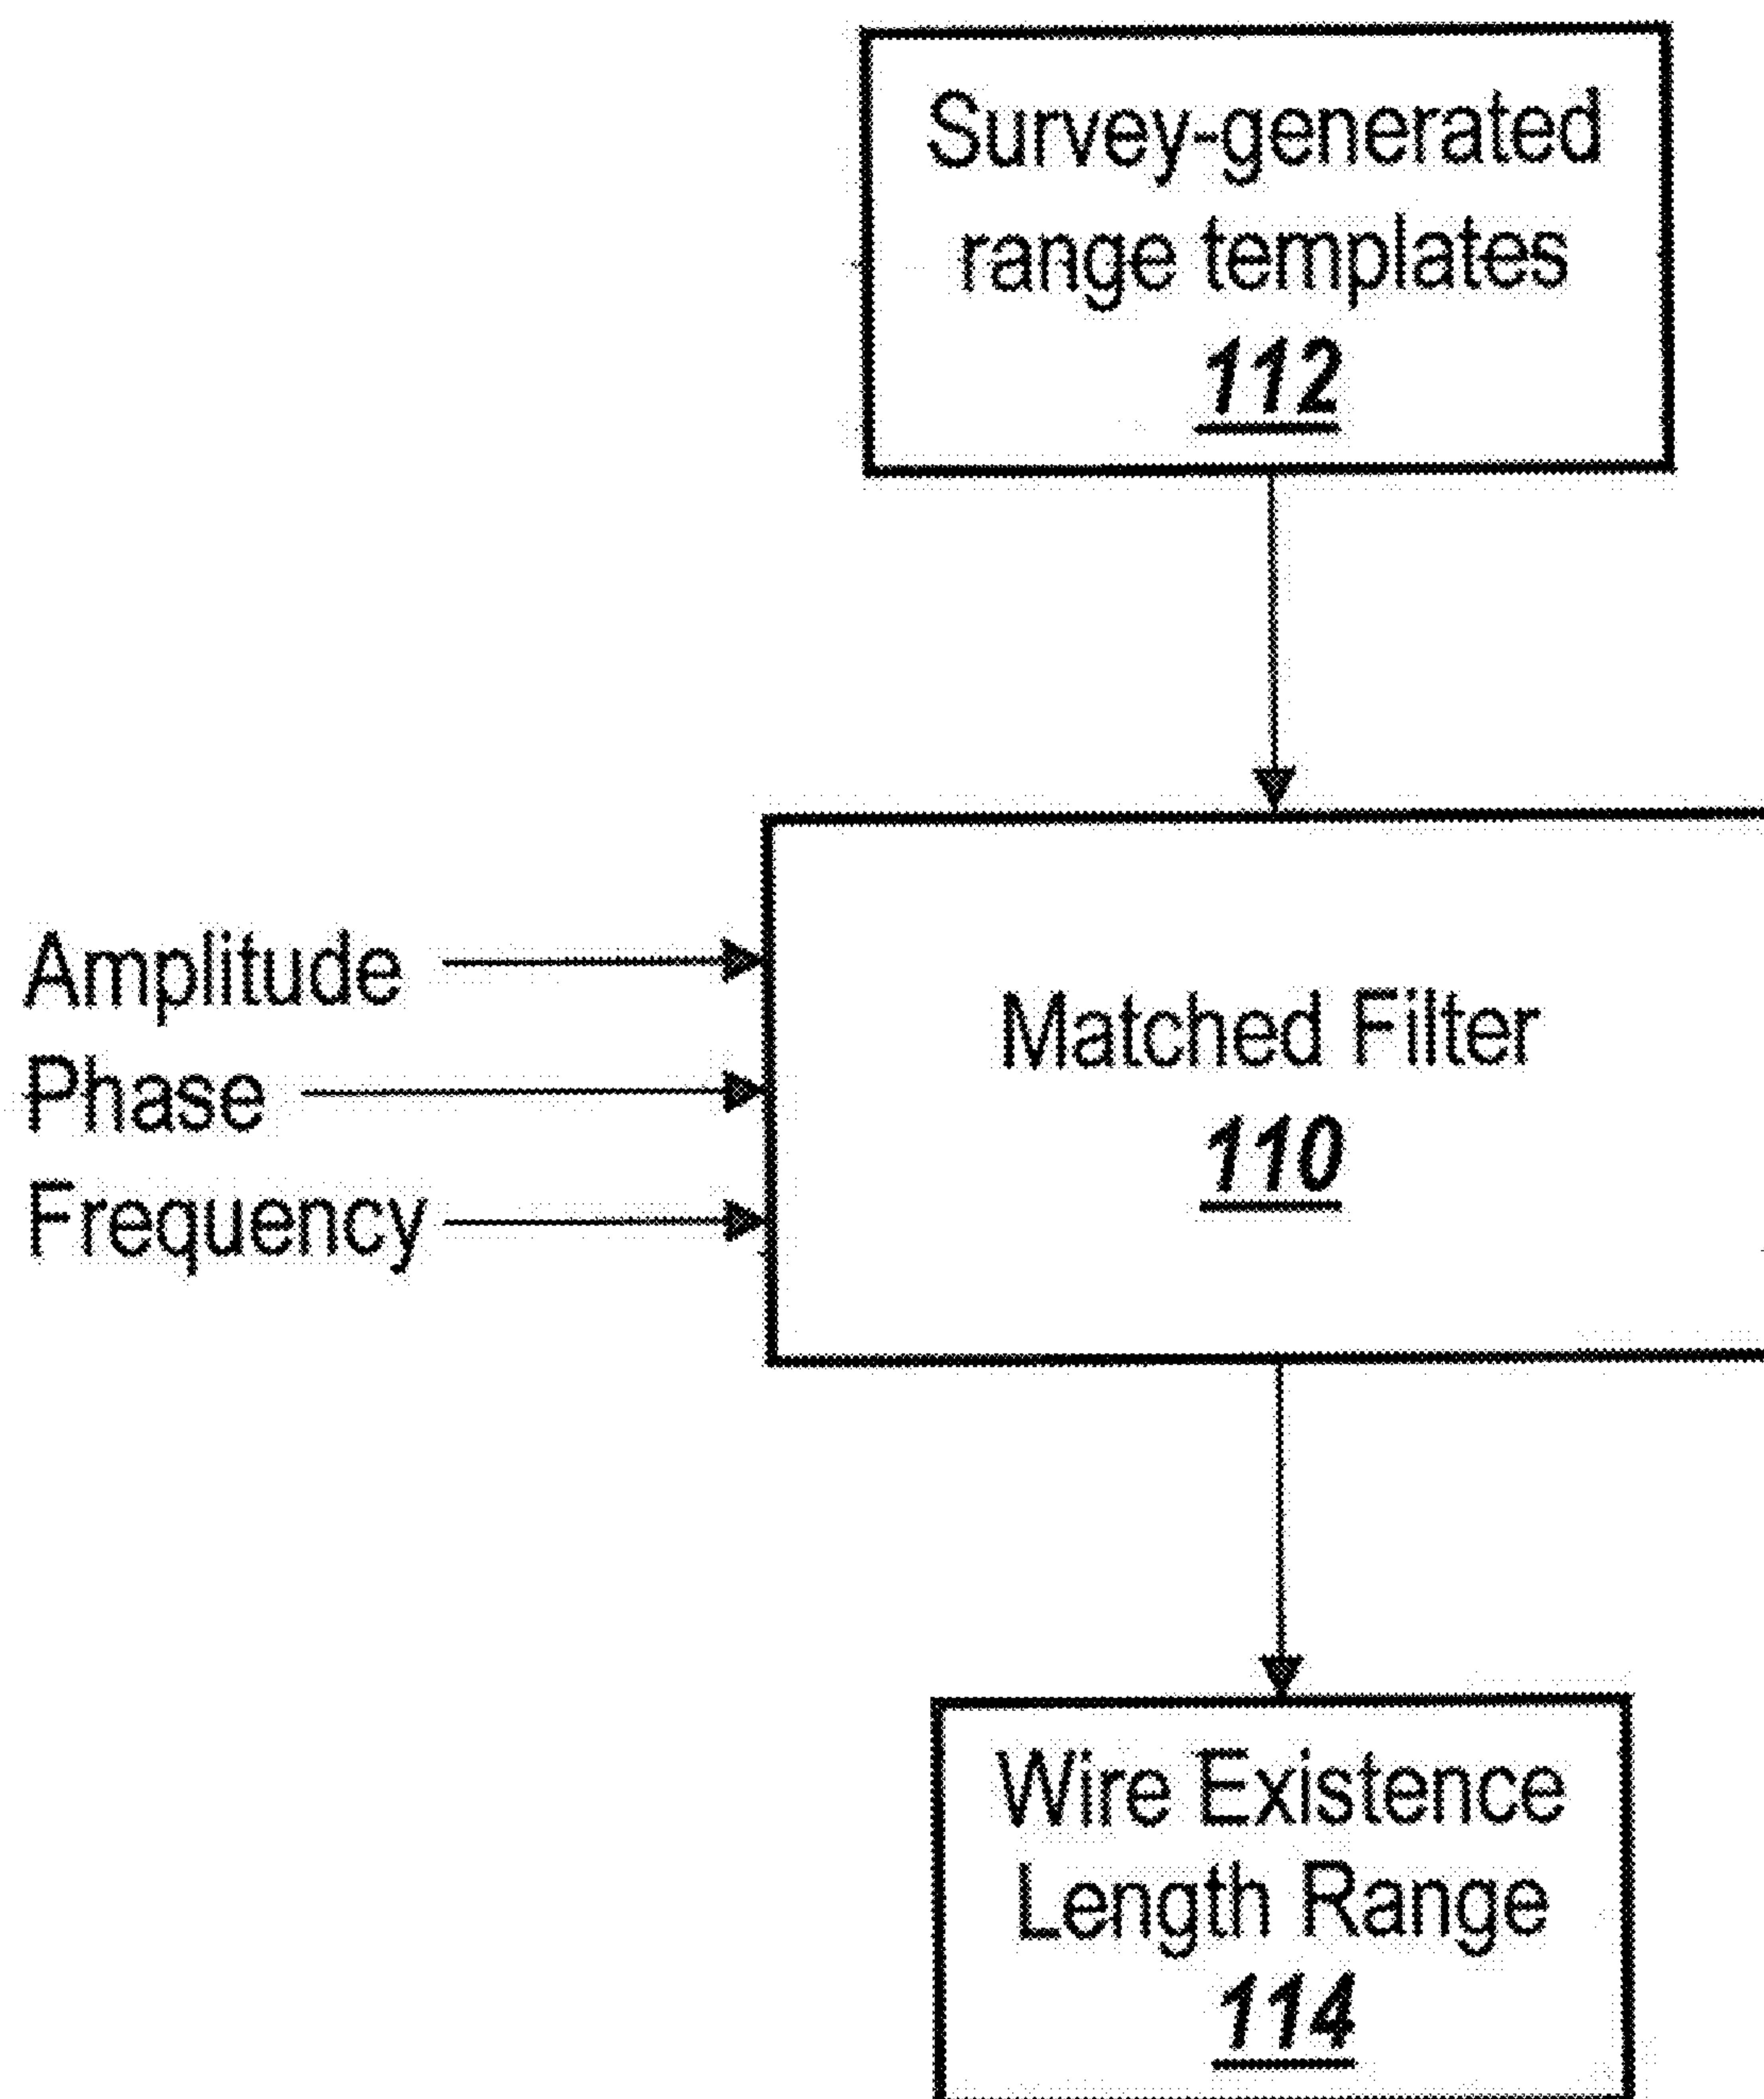 Survey-generated
range templates
112
Amplitude
Phase
Frequency
Matched Filter
110
Wire Existence
Length Range
114